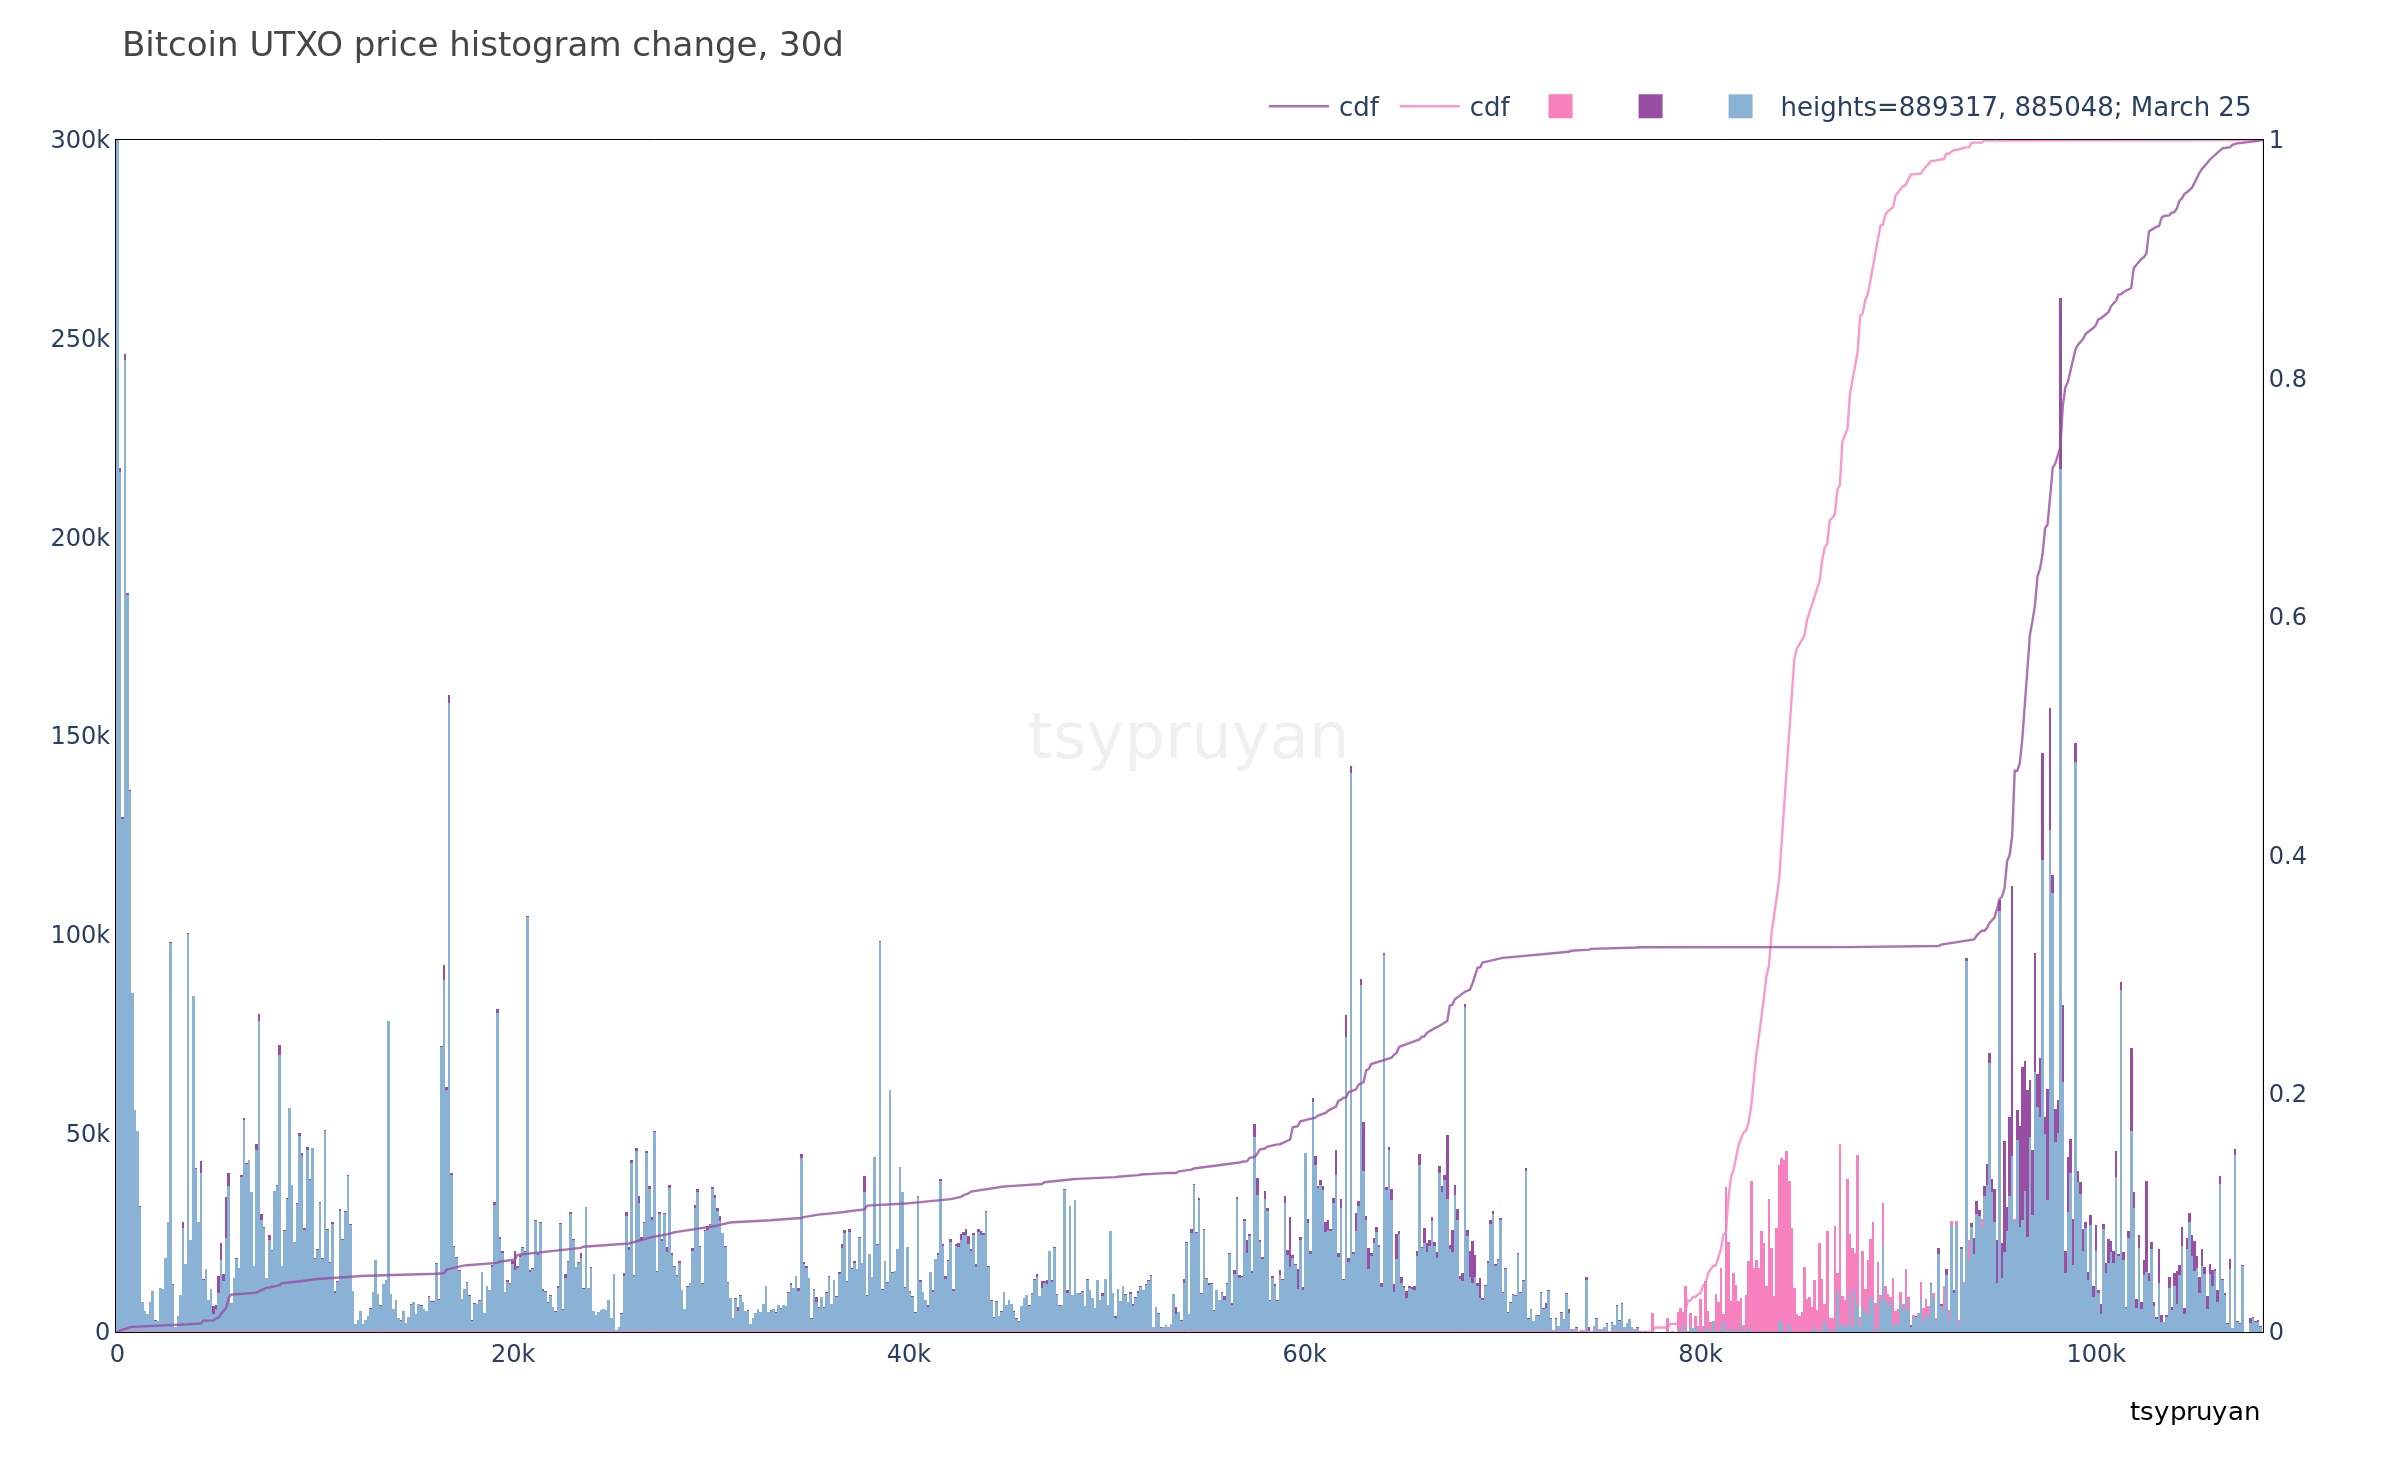 Bitcoin UTXO price histogram change, 30d
cdf cdf heights=889317, 885048; March 25
300k
250k
200k
150k
100k
50k
0
1
0.8
0.6
0.4
0.2
0
tsypruyan
0 20k 40k 60k 80k 100k
tsypruyan